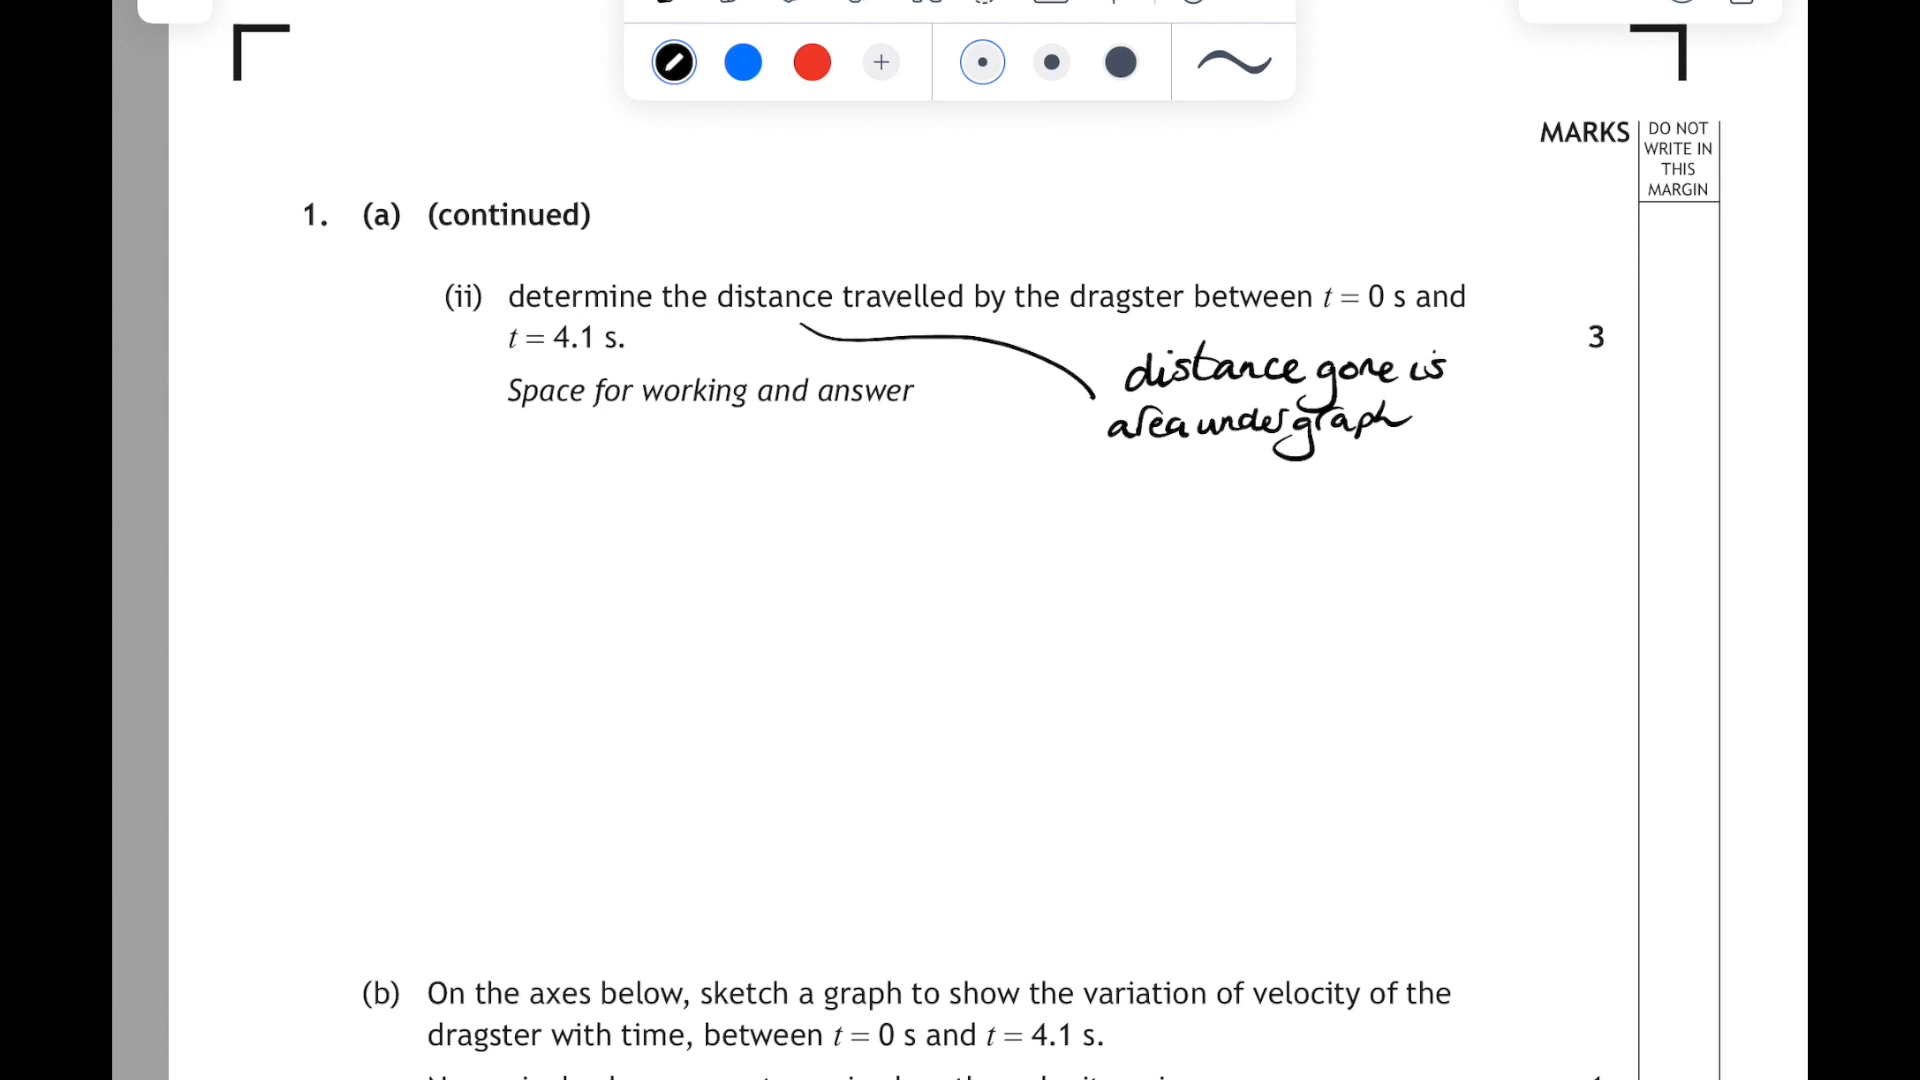 MARKS
DO NOT
WRITE IN
THIS
MARGIN
1. (a) (continued)
(ii) determine the distance travelled by the dragster between t = 0 s and
t = 4.1 s.
3
Space for working and answer
distance gone is
area under graph
(b) On the axes below, sketch a graph to show the variation of velocity of the
dragster with time, between t = 0 s and t = 4.1 s.